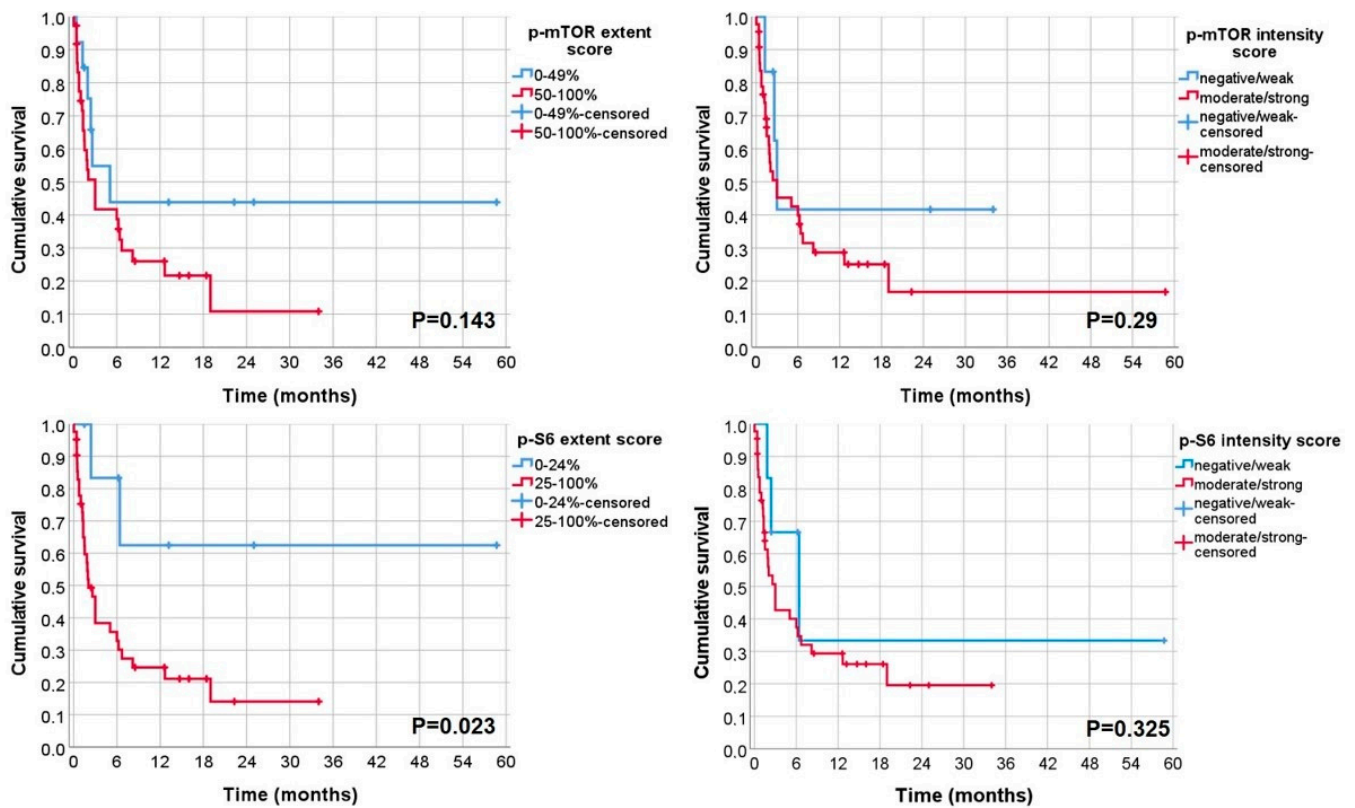 p-mTOR extent
score
0-49%
50-100%
0-49%-censored
50-100%-censored
Cumulative survival
1.0
0.9
0.8
0.7
0.6
0.5
0.4
0.3
0.2
0.1
0.0
P=0.143
0 6 12 18 24 30 36 42 48 54 60
Time (months)
p-mTOR intensity
score
negative/weak
moderate/strong
negative/weak-
censored
moderate/strong-
censored
Cumulative survival
1.0
0.9
0.8
0.7
0.6
0.5
0.4
0.3
0.2
0.1
0.0
P=0.29
0 6 12 18 24 30 36 42 48 54 60
Time (months)
p-S6 extent score
0-24%
25-100%
0-24%-censored
25-100%-censored
Cumulative survival
1.0
0.9
0.8
0.7
0.6
0.5
0.4
0.3
0.2
0.1
0.0
P=0.023
0 6 12 18 24 30 36 42 48 54 60
Time (months)
p-S6 intensity score
negative/weak
moderate/strong
negative/weak-
censored
moderate/strong-
censored
Cumulative survival
1.0
0.9
0.8
0.7
0.6
0.5
0.4
0.3
0.2
0.1
0.0
P=0.325
0 6 12 18 24 30 36 42 48 54 60
Time (months)